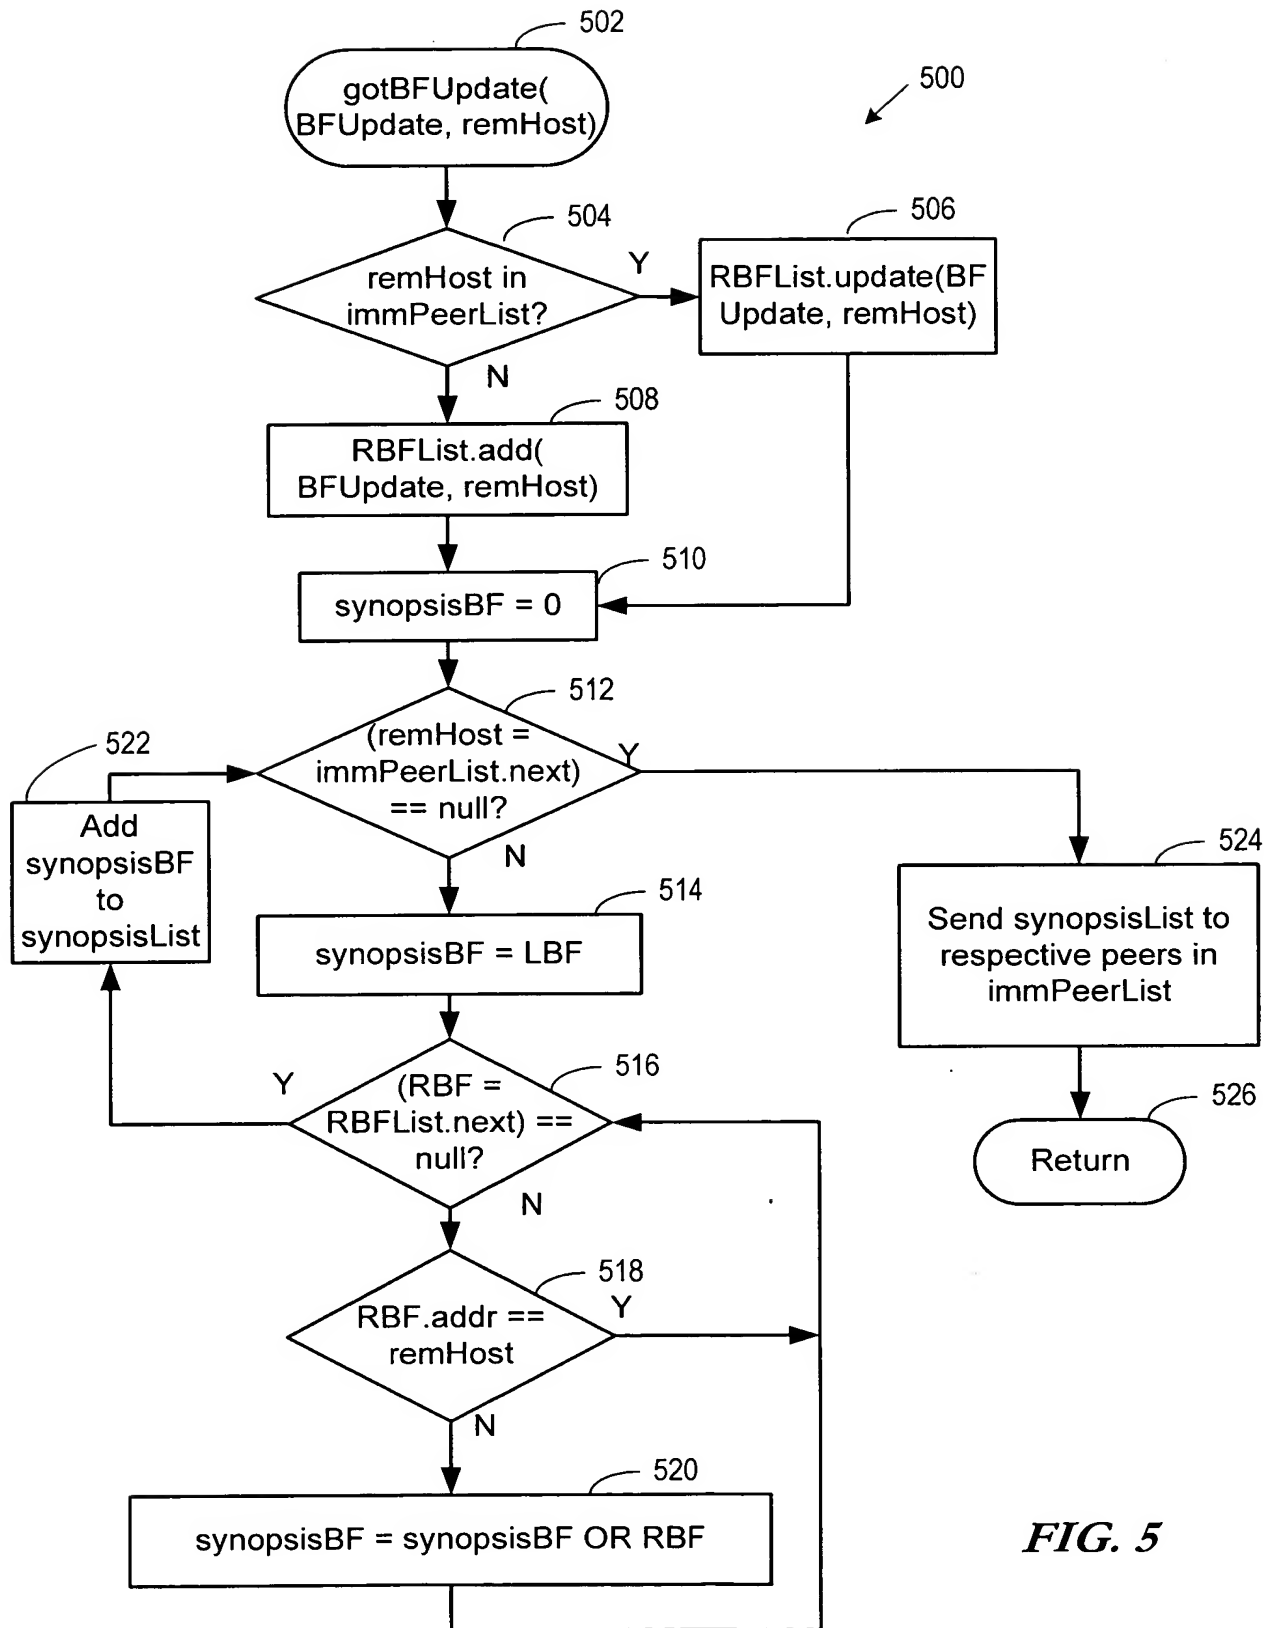 502
500
gotBFUpdate(
BFUpdate, remHost)
504
remHost in
immPeerList?
Y
N
506
RBFList.update(BF
Update, remHost)
508
RBFList.add(
BFUpdate, remHost)
510
synopsisBF = 0
512
(remHost =
immPeerList.next)
== null?
Y
N
522
Add
synopsisBF
to
synopsisList
514
synopsisBF = LBF
524
Send synopsisList to
respective peers in
immPeerList
516
(RBF =
RBFList.next) ==
null?
Y
N
526
Return
518
RBF.addr ==
remHost
Y
N
520
synopsisBF = synopsisBF OR RBF
FIG. 5